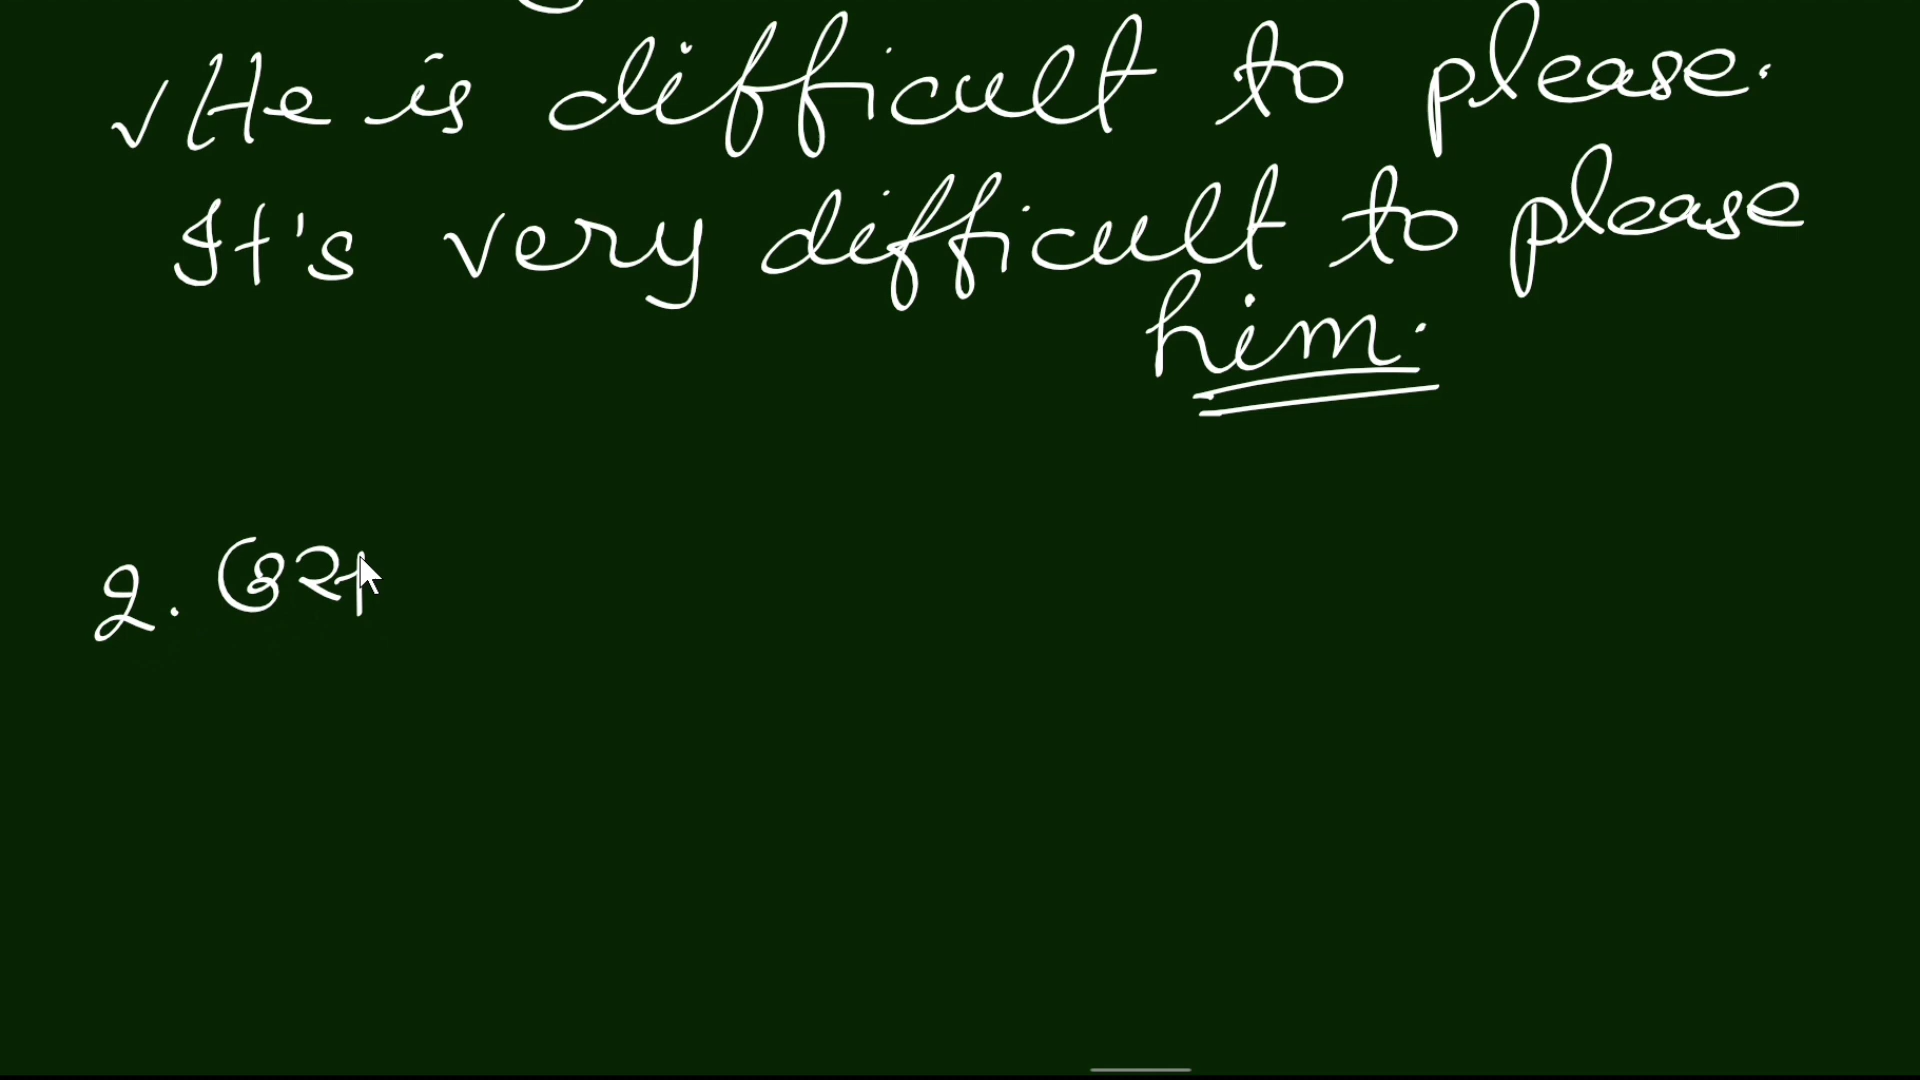 ✓He is difficult to please.
It's very difficult to please
him.
2.